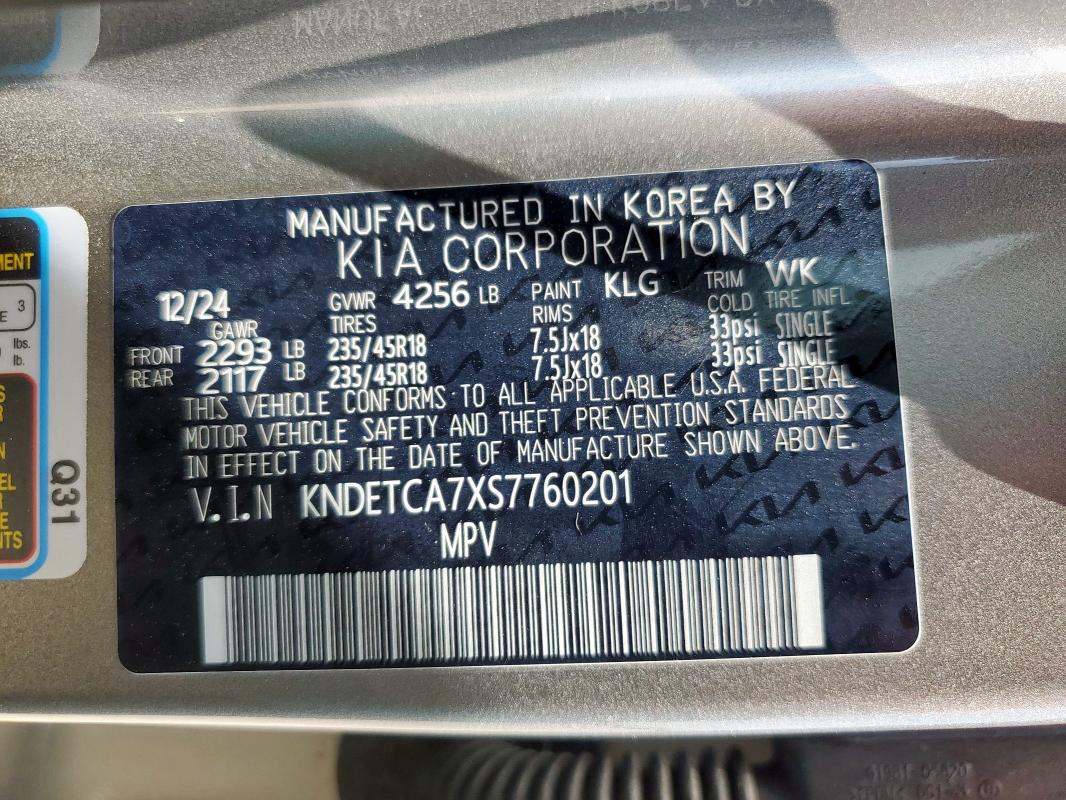 MANUFACTURED IN KOREA BY
KIA CORPORATION
12/24 GVWR 4256 LB PAINT KLG TRIM WK
GAWR TIRES RIMS COLD TIRE INFL
FRONT 2293 LB 235/45R18 7.5Jx18 33psi SINGLE
REAR 2117 LB 235/45R18 7.5Jx18 33psi SINGLE
THIS VEHICLE CONFORMS TO ALL APPLICABLE U.S.A. FEDERAL
MOTOR VEHICLE SAFETY AND THEFT PREVENTION STANDARDS
IN EFFECT ON THE DATE OF MANUFACTURE SHOWN ABOVE.
V.I.N KNDETCA7XS7760201
MPV
3
lbs.
lb.
Q31